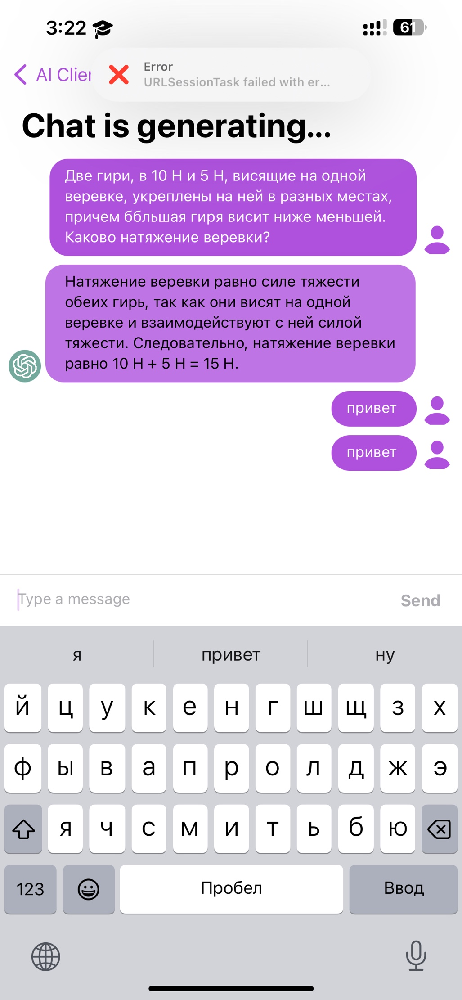 3:22
61
AI Clier
Error
URLSessionTask failed with er...
Chat is generating...
Две гири, в 10 Н и 5 Н, висящие на одной
веревке, укреплены на ней в разных местах,
причем ббльшая гиря висит ниже меньшей.
Каково натяжение веревки?
Натяжение веревки равно силе тяжести
обеих гирь, так как они висят на одной
веревке и взаимодействуют с ней силой
тяжести. Следовательно, натяжение веревки
равно 10 Н + 5 Н = 15 Н.
привет
привет
Type a message
Send
я привет ну
й ц у к е н г ш щ з х
ф ы в а п р о л д ж э
я ч с м и т ь б ю
123 Пробел Ввод